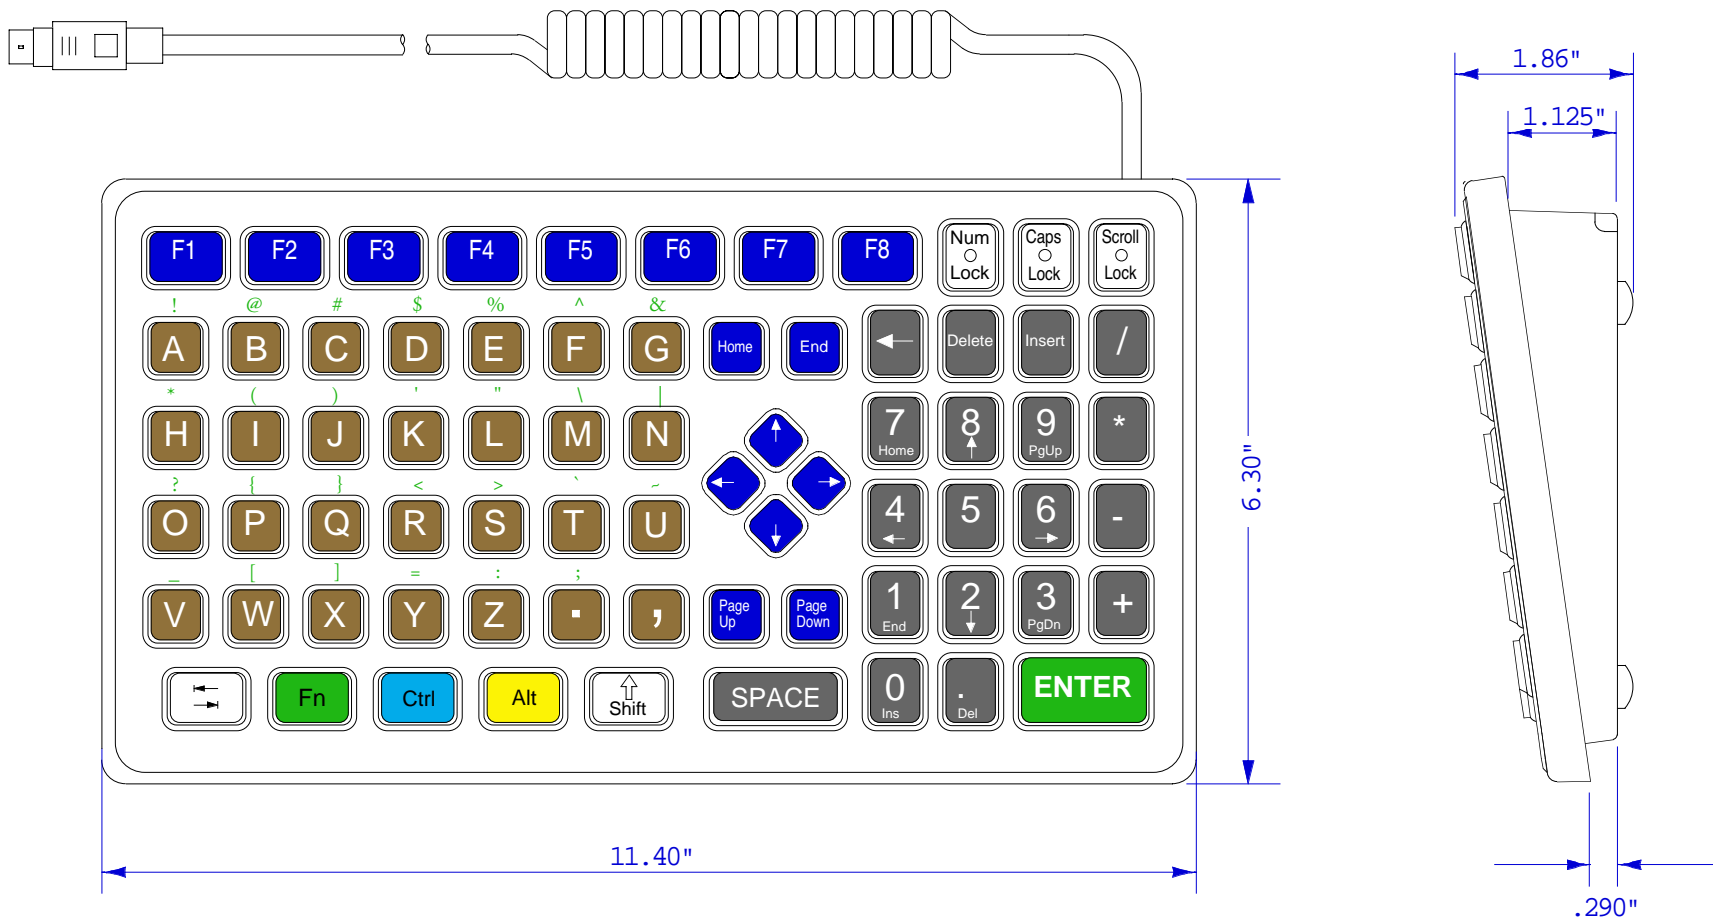 1.86"
1.125"
F1 F2 F3 F4 F5 F6 F7 F8 Num Lock Caps Lock Scroll Lock
! @ # $ % ^ &
A B C D E F G Home End ← Delete Insert /
* ( ) ' " \ |
H I J K L M N ↑ 7 Home 8 ↑ 9 PgUp *
? { } < > ` ~
O P Q R S T U ← → ↓ 4 ← 5 6 → -
_ [ ] = : ;
V W X Y Z . , Page Up Page Down 1 End 2 ↓ 3 PgDn +
Fn Ctrl Alt ⇧ Shift SPACE 0 Ins . Del ENTER
6.30"
11.40"
.290"